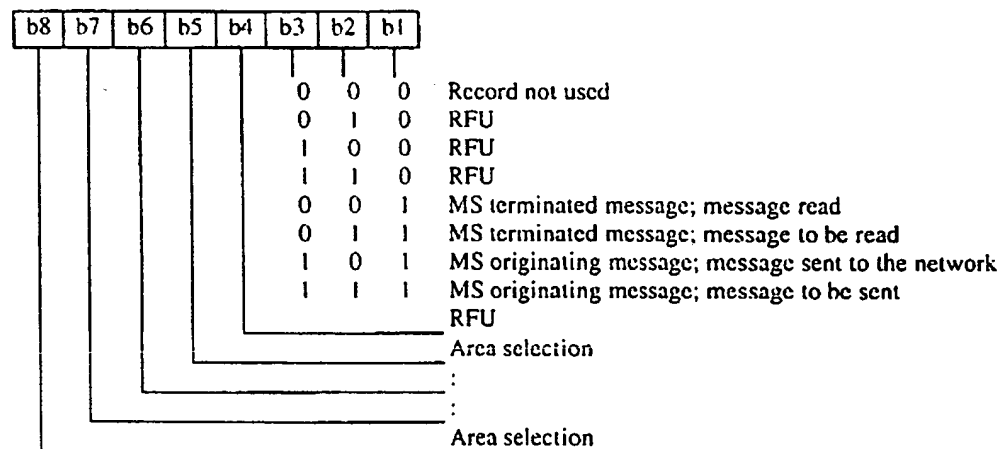 b8 b7 b6 b5 b4 b3 b2 b1
0 0 0 Record not used
0 1 0 RFU
1 0 0 RFU
1 1 0 RFU
0 0 1 MS terminated message; message read
0 1 1 MS terminated message; message to be read
1 0 1 MS originating message; message sent to the network
1 1 1 MS originating message; message to be sent
RFU
Area selection
:
:
Area selection